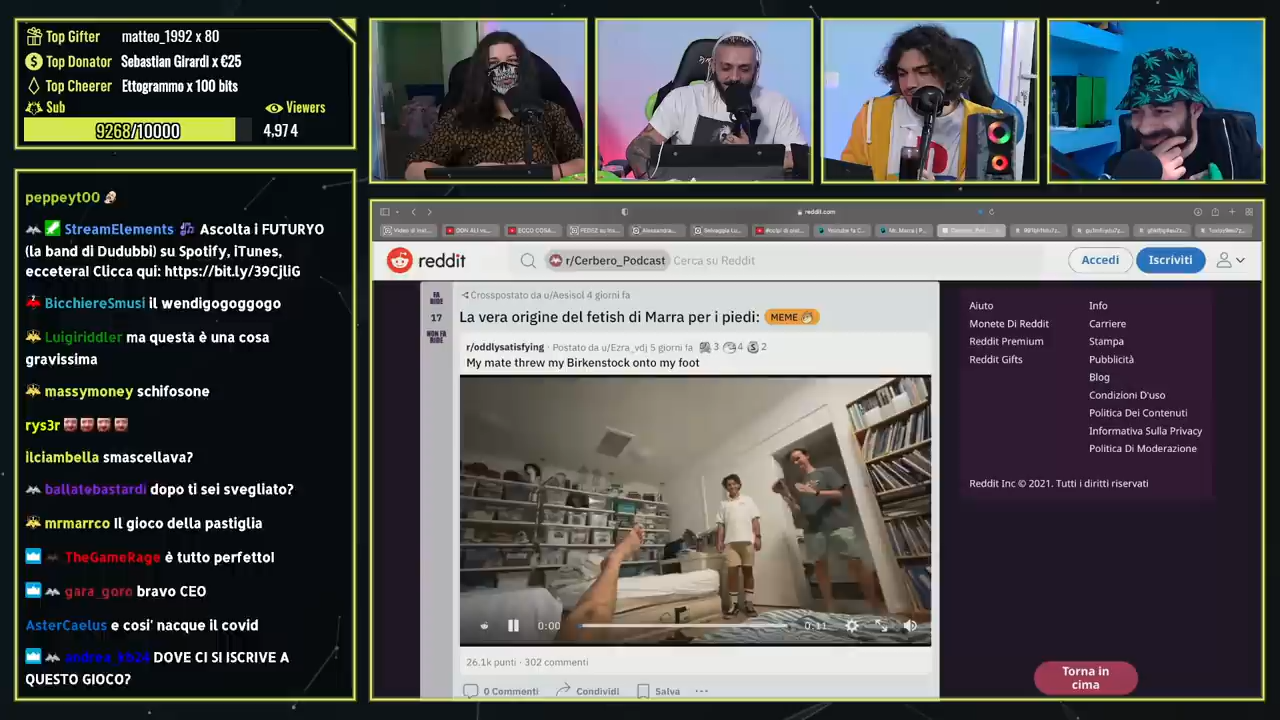 Top Gifter matteo_1992 x 80
Top Donator Sebastian Girardi x €25
Top Cheerer Ettogrammo x 100 bits
Sub
Viewers
9268/10000
4,974
peppeyt00
StreamElements Ascolta i FUTURYO
(la band di Dudubbi) su Spotify, iTunes,
eccetera! Clicca qui: https://bit.ly/39CJliG
BicchiereSmusi il wendigogoggogo
Luigiriddler ma questa è una cosa
gravissima
massymoney schifosone
rys3r
ilciambella smascellava?
ballatebastardi dopo ti sei svegliato?
mrmarrco Il gioco della pastiglia
TheGameRage è tutto perfetto!
gara_goro bravo CEO
AsterCaelus e cosi' nacque il covid
DOVE CI SI ISCRIVE A
QUESTO GIOCO?
reddit.com
reddit
r/Cerbero_Podcast
Cerca su Reddit
Accedi
Iscriviti
FA
RIDE
17
NON FA
RIDE
Crosspostato da u/Aesisol 4 giorni fa
La vera origine del fetish di Marra per i piedi:
MEME
r/oddlysatisfying · Postato da u/Ezra_vdj 5 giorni fa 3 4 2
My mate threw my Birkenstock onto my foot
0:00
0:11
26.1k punti · 302 commenti
0 Commenti
Condividi
Salva
Aiuto
Monete Di Reddit
Reddit Premium
Reddit Gifts
Info
Carriere
Stampa
Pubblicità
Blog
Condizioni D'uso
Politica Dei Contenuti
Informativa Sulla Privacy
Politica Di Moderazione
Reddit Inc © 2021. Tutti i diritti riservati
Torna in
cima